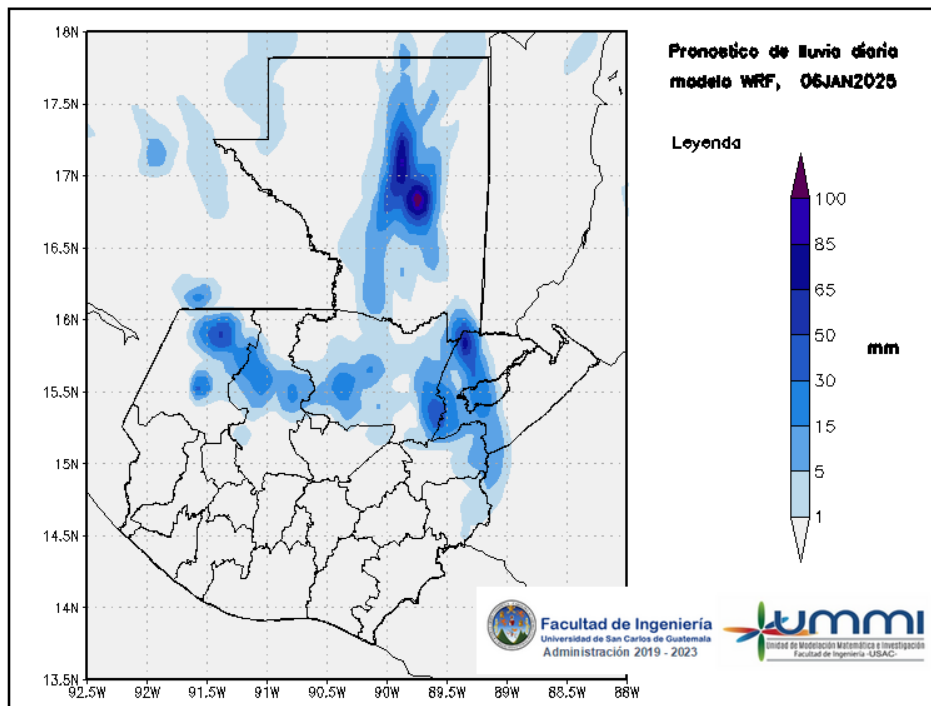 18N
17.5N
17N
16.5N
16N
15.5N
15N
14.5N
14N
13.5N
92.5W
92W
91.5W
91W
90.5W
90W
89.5W
89W
88.5W
88W
Pronostico de lluvia diaria
modelo WRF, 06JAN2025
Leyenda
100
85
65
50
30
15
5
1
mm
Facultad de Ingeniería
Universidad de San Carlos de Guatemala
Administración 2019 - 2023
ummi
Unidad de Modelación Matemática e Investigación
Facultad de Ingeniería -USAC-